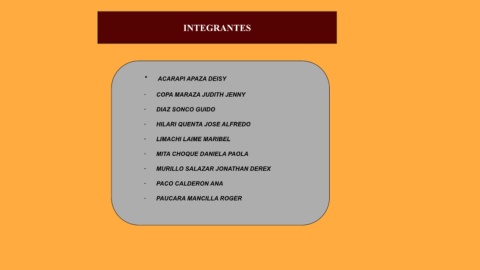 INTEGRANTES
• ACARAPI APAZA DEISY
- COPA MARAZA JUDITH JENNY
- DIAZ SONCO GUIDO
- HILARI QUENTA JOSE ALFREDO
- LIMACHI LAIME MARIBEL
- MITA CHOQUE DANIELA PAOLA
- MURILLO SALAZAR JONATHAN DEREX
- PACO CALDERON ANA
- PAUCARA MANCILLA ROGER